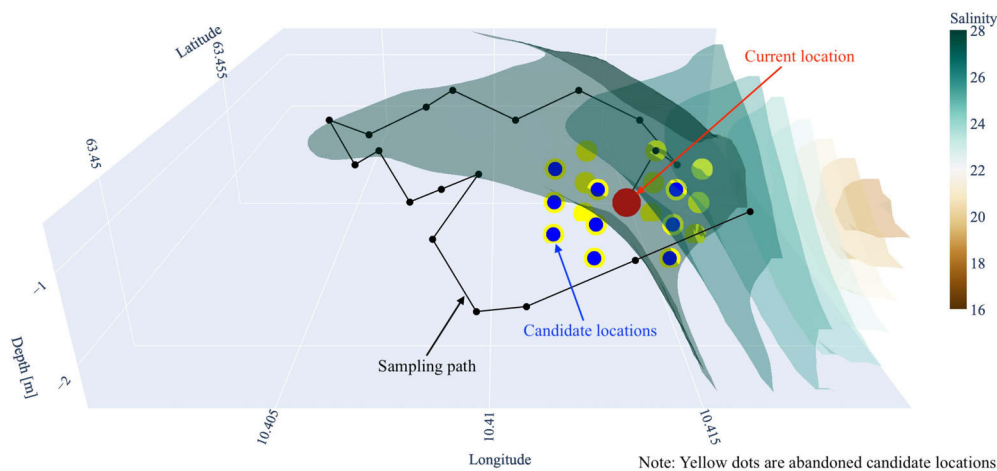 Salinity
28
26
24
22
20
18
16
Latitude
63.455
63.45
Current location
Candidate locations
Sampling path
−1
Depth [m]
−2
10.405
10.41
10.415
Longitude
Note: Yellow dots are abandoned candidate locations